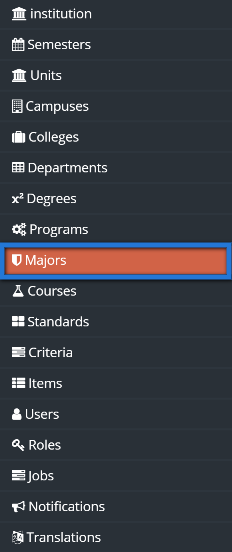 institution
Semesters
Units
Campuses
Colleges
Departments
x² Degrees
Programs
Majors
Courses
Standards
Criteria
Items
Users
Roles
Jobs
Notifications
Translations